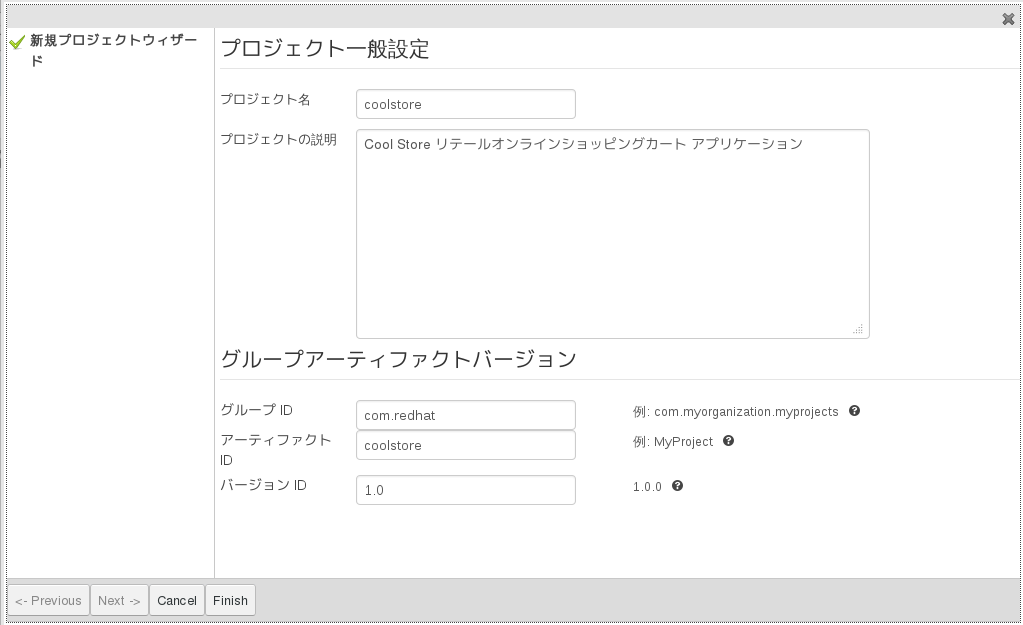 新規プロジェクトウィザー
ド
プロジェクト一般設定
プロジェクト名
coolstore
プロジェクトの説明
Cool Store リテールオンラインショッピングカート アプリケーション
グループアーティファクトバージョン
グループ ID
com.redhat
例: com.myorganization.myprojects
アーティファクト
ID
coolstore
例: MyProject
バージョン ID
1.0
1.0.0
<- Previous
Next ->
Cancel
Finish